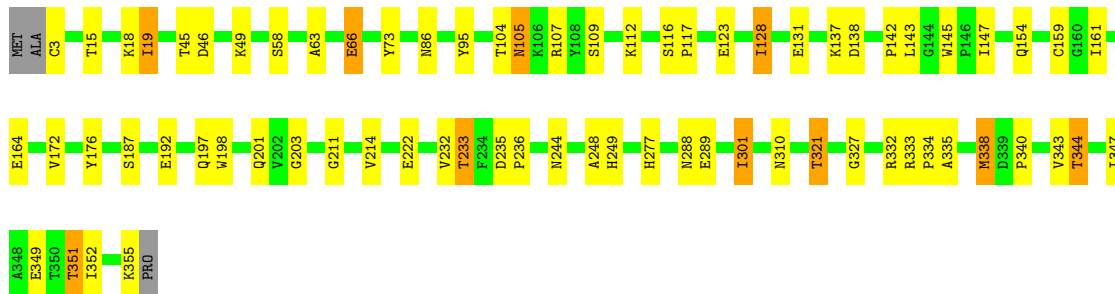 MET ALA C3 T15 K18 I19 T45 D46 K49 S58 A63 E66 Y73 N86 Y95 T104 N105 K106 R107 Y108 S109 K112 S116 P117 E123 I128 E131 K137 D138 P142 L143 G144 W145 P146 I147 Q154 C159 G160 I161
E164 V172 Y176 S187 E192 Q197 W198 Q201 V202 G203 G211 V214 E222 V232 T233 F234 D235 P236 N244 A248 H249 H277 N288 E289 I301 N310 T321 G327 R332 R333 P334 A335 M338 D339 P340 V343 T344 I347
A348 E349 T350 T351 I352 K355 PRO